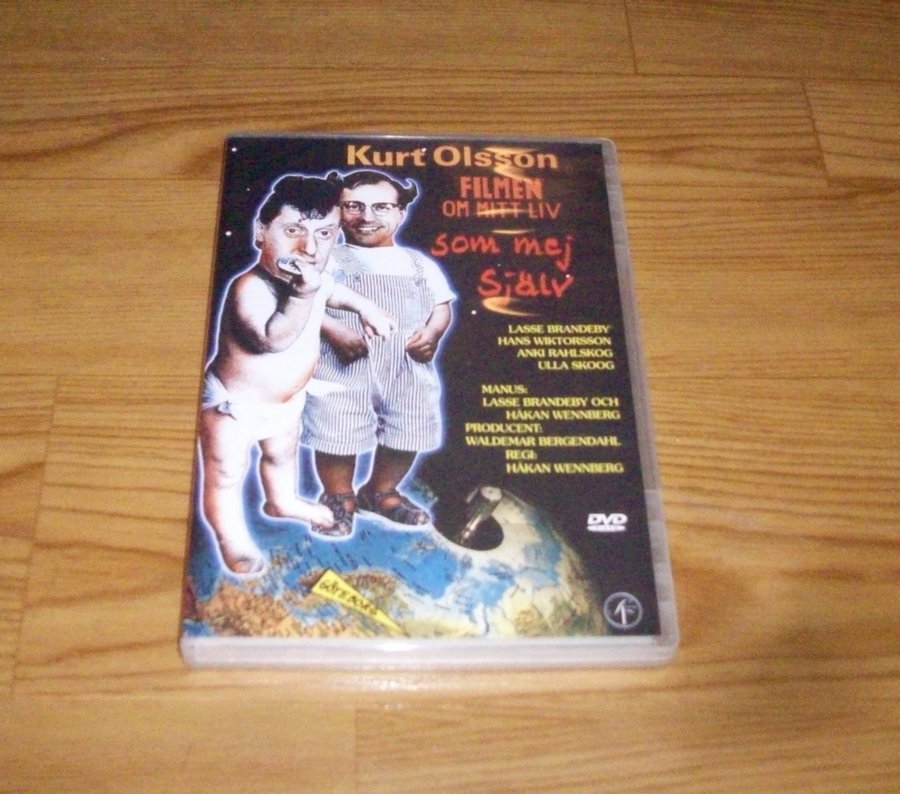 Kurt Olsson
FILMEN
OM MITT LIV
som mej
själv
LASSE BRANDEBY
HANS WIKTORSSON
ANKI RAHLSKOG
ULLA SKOOG
MANUS:
LASSE BRANDEBY OCH
HÅKAN WENNBERG
PRODUCENT:
WALDEMAR BERGENDAHL
REGI:
HÅKAN WENNBERG
DVD
GÖTEBORG